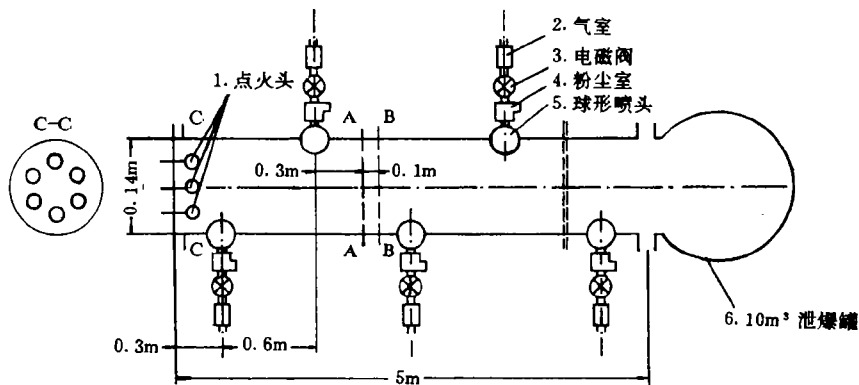 2. 气室
3. 电磁阀
4. 粉尘室
5. 球形喷头
1. 点火头
C-C
C
A
B
0.3m
0.1m
0.14m
C
A
B
6. 10m³ 泄爆罐
0.3m
0.6m
5m